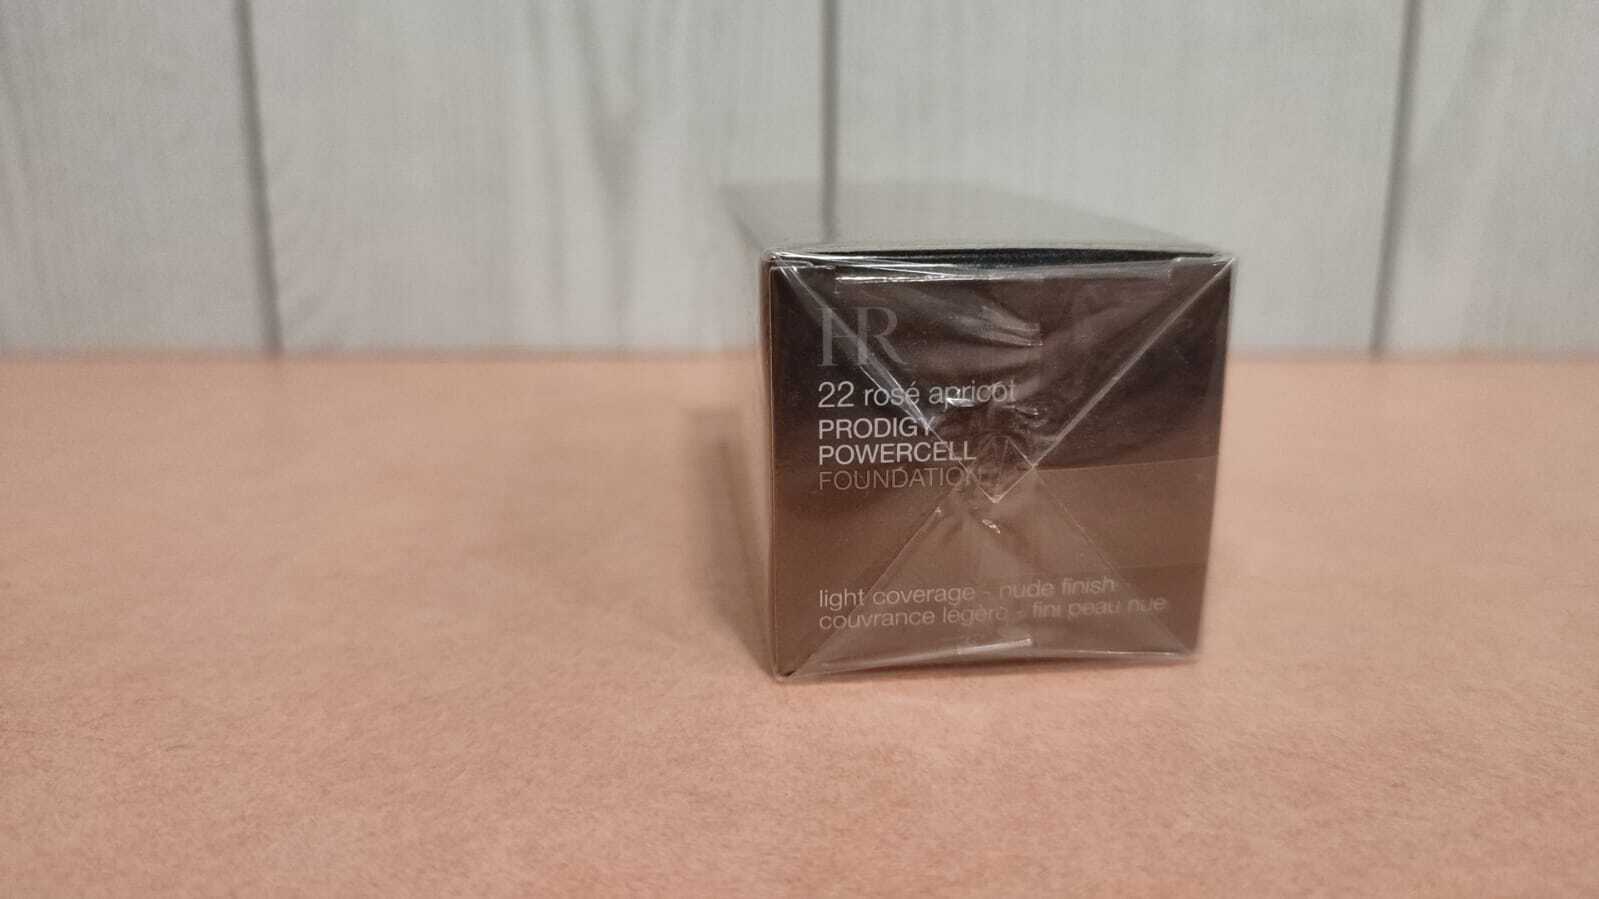 HR
22 rosé apricot
PRODIGY
POWERCELL
FOUNDATION
light coverage - nude finish
couvrance légère - fini peau nue